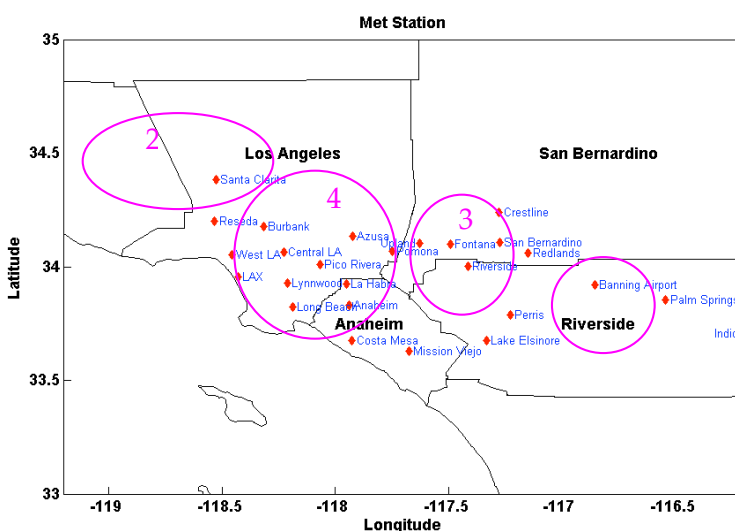 Met Station
35
34.5
34
33.5
33
Latitude
2
Los Angeles
San Bernardino
Santa Clarita
4
3
Crestline
Reseda
Burbank
Azusa
Upland
Fontana
San Bernardino
West LA
Central LA
Pomona
Redlands
Pico Rivera
Riverside
LAX
Lynnwood
La Habra
Banning Airport
Long Beach
Anaheim
Palm Springs
Perris
Anaheim
Riverside
Indio
Costa Mesa
Lake Elsinore
Mission Viejo
-119
-118.5
-118
-117.5
-117
-116.5
Longitude